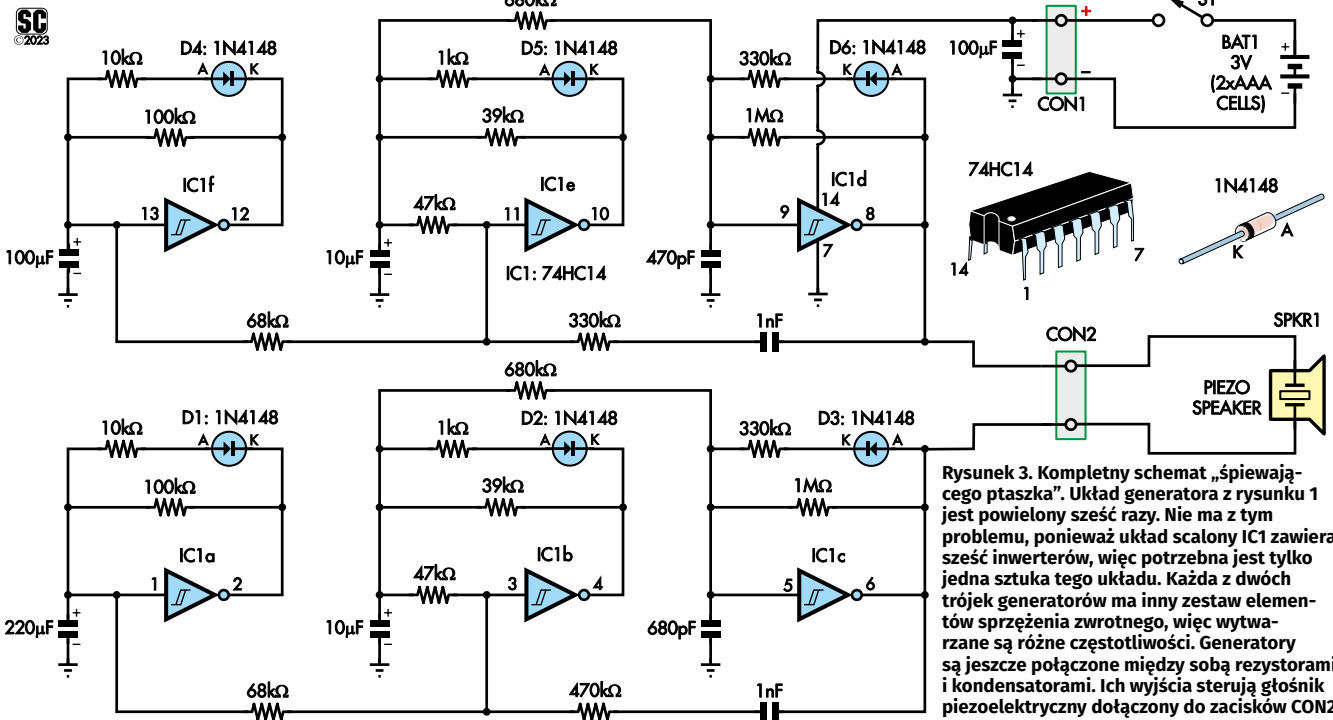 SC
©2023
680kΩ
S1
10kΩ
D4: 1N4148
A
K
1kΩ
D5: 1N4148
A
K
330kΩ
D6: 1N4148
K
A
100µF
+
−
+
−
CON1
BAT1
3V
(2xAAA
CELLS)
+
−
100kΩ
39kΩ
1MΩ
IC1f
13
12
47kΩ
IC1e
11
10
IC1d
14
9
8
7
100µF
+
−
10µF
+
−
IC1: 74HC14
470pF
74HC14
14
1
7
1N4148
K
A
68kΩ
330kΩ
1nF
CON2
SPKR1
PIEZO
SPEAKER
680kΩ
10kΩ
D1: 1N4148
A
K
1kΩ
D2: 1N4148
A
K
330kΩ
D3: 1N4148
K
A
100kΩ
39kΩ
1MΩ
IC1a
1
2
47kΩ
IC1b
3
4
IC1c
5
6
220µF
+
−
10µF
+
−
680pF
68kΩ
470kΩ
1nF
Rysunek 3. Kompletny schemat „śpiewają-
cego ptaszka”. Układ generatora z rysunku 1
jest powielony sześć razy. Nie ma z tym
problemu, ponieważ układ scalony IC1 zawiera
sześć inwerterów, więc potrzebna jest tylko
jedna sztuka tego układu. Każda z dwóch
trójek generatorów ma inny zestaw elemen-
tów sprzężenia zwrotnego, więc wytwa-
rzane są różne częstotliwości. Generatory
są jeszcze połączone między sobą rezystorami
i kondensatorami. Ich wyjścia sterują głośnik
piezoelektryczny dołączony do zacisków CON2